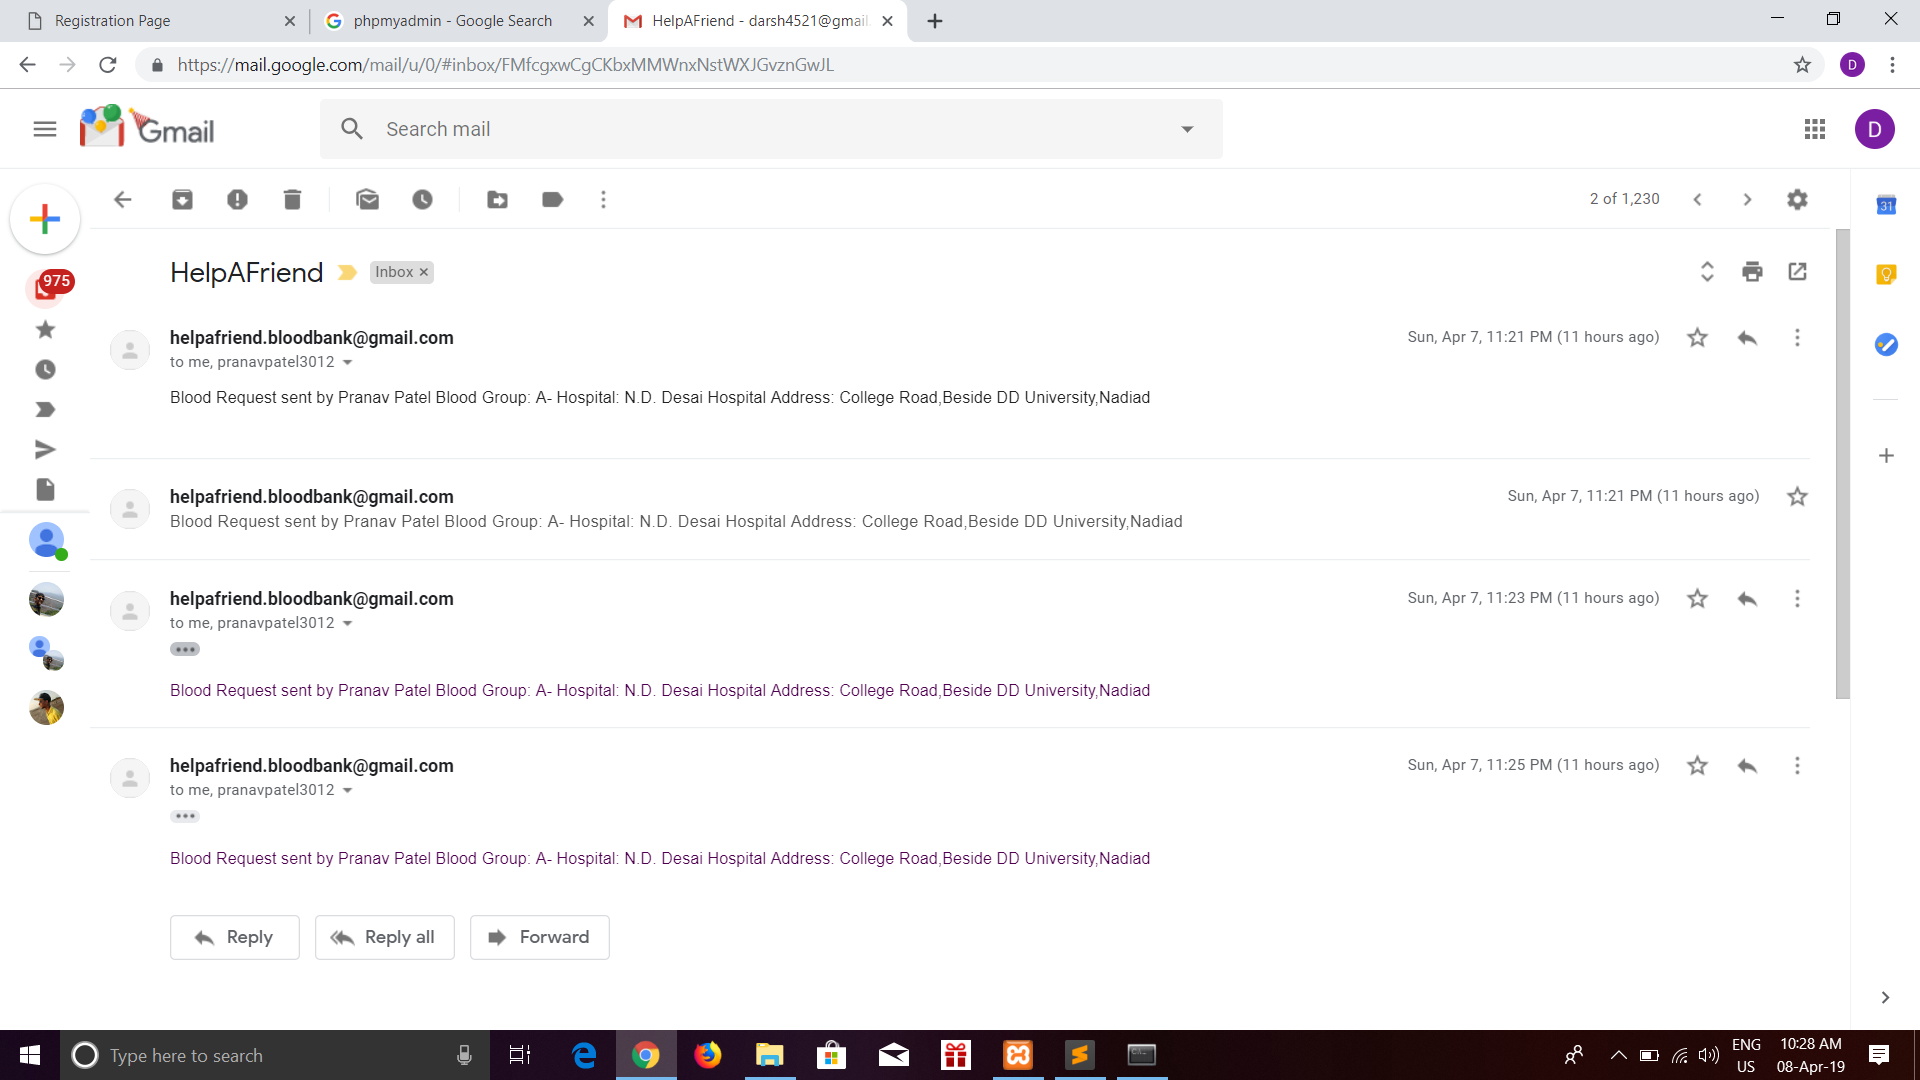 Registration Page
phpmyadmin - Google Search
HelpAFriend - darsh4521@gmail
https://mail.google.com/mail/u/0/#inbox/FMfcgxwCgCKbxMMWnxNstWXJGvznGwJL
D
Gmail
Search mail
D
2 of 1,230
31
975
HelpAFriend
Inbox ×
helpafriend.bloodbank@gmail.com
Sun, Apr 7, 11:21 PM (11 hours ago)
to me, pranavpatel3012
Blood Request sent by Pranav Patel Blood Group: A- Hospital: N.D. Desai Hospital Address: College Road,Beside DD University,Nadiad
helpafriend.bloodbank@gmail.com
Sun, Apr 7, 11:21 PM (11 hours ago)
Blood Request sent by Pranav Patel Blood Group: A- Hospital: N.D. Desai Hospital Address: College Road,Beside DD University,Nadiad
helpafriend.bloodbank@gmail.com
Sun, Apr 7, 11:23 PM (11 hours ago)
to me, pranavpatel3012
Blood Request sent by Pranav Patel Blood Group: A- Hospital: N.D. Desai Hospital Address: College Road,Beside DD University,Nadiad
helpafriend.bloodbank@gmail.com
Sun, Apr 7, 11:25 PM (11 hours ago)
to me, pranavpatel3012
Blood Request sent by Pranav Patel Blood Group: A- Hospital: N.D. Desai Hospital Address: College Road,Beside DD University,Nadiad
Reply
Reply all
Forward
Type here to search
ENG
US
10:28 AM
08-Apr-19